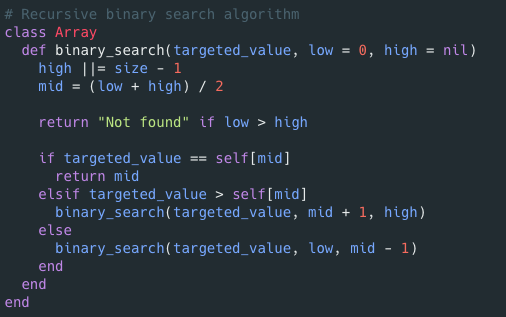 # Recursive binary search algorithm
class Array
  def binary_search(targeted_value, low = 0, high = nil)
    high ||= size - 1
    mid = (low + high) / 2

    return "Not found" if low > high

    if targeted_value == self[mid]
      return mid
    elsif targeted_value > self[mid]
      binary_search(targeted_value, mid + 1, high)
    else
      binary_search(targeted_value, low, mid - 1)
    end
  end
end